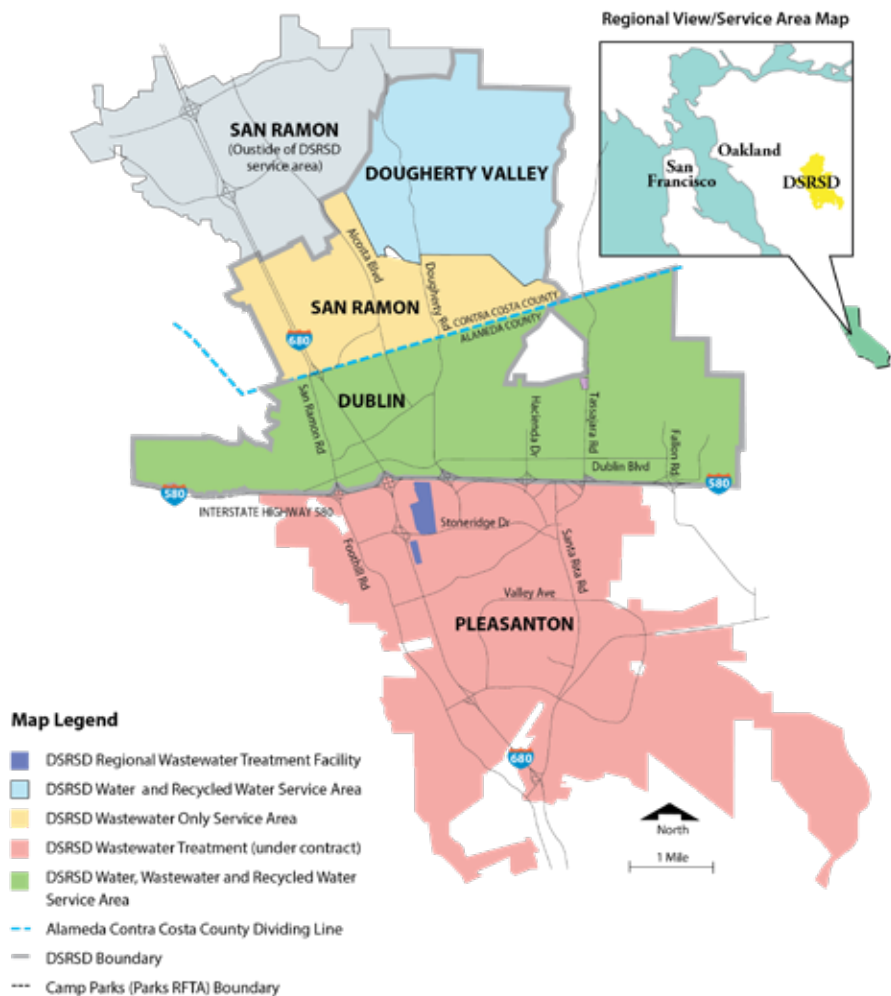 Regional View/Service Area Map
San
Francisco
Oakland
DSRSD
SAN RAMON
(Oustide of DSRSD
service area)
DOUGHERTY VALLEY
Alcosta Blvd
Dougherty Rd
SAN RAMON
CONTRA COSTA COUNTY
ALAMEDA COUNTY
680
DUBLIN
San Ramon Rd
Hacienda Dr
Tassajara Rd
Fallon Rd
Dublin Blvd
580
580
INTERSTATE HIGHWAY 580
Stoneridge Dr
Foothill Rd
Santa Rita Rd
Valley Ave
PLEASANTON
680
North
1 Mile
Map Legend
DSRSD Regional Wastewater Treatment Facility
DSRSD Water and Recycled Water Service Area
DSRSD Wastewater Only Service Area
DSRSD Wastewater Treatment (under contract)
DSRSD Water, Wastewater and Recycled Water
Service Area
Alameda Contra Costa County Dividing Line
DSRSD Boundary
Camp Parks (Parks RFTA) Boundary